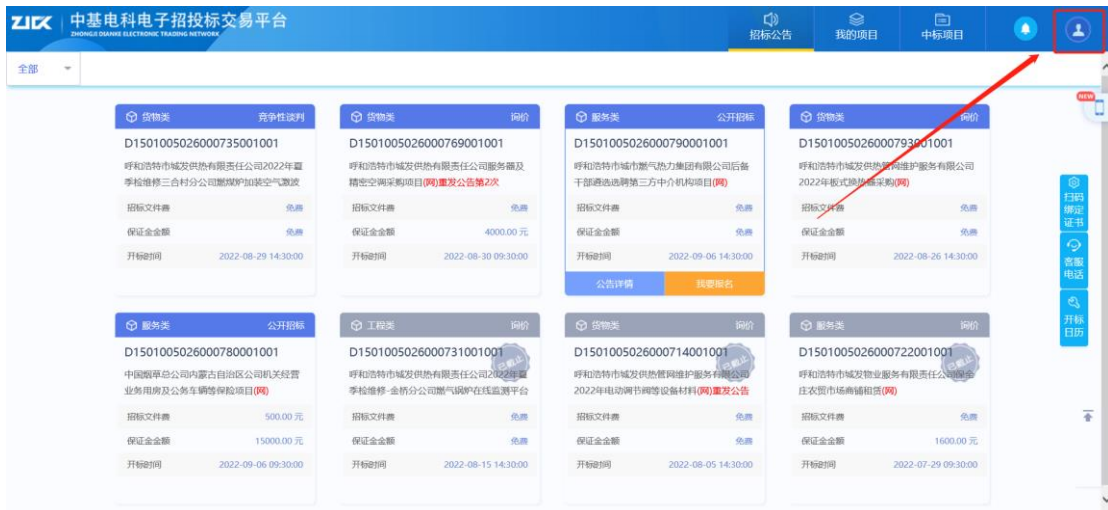 ZJDK 中基电科电子招投标交易平台
ZHONGJI DIANKE ELECTRONIC TRADING NETWORK
招标公告 我的项目 中标项目
全部
NEW
货物类 竞争性谈判
D1501005026000735001001
呼和浩特市城发供热有限责任公司2022年夏
季检维修三合村分公司燃煤炉加装空气激波
招标文件费 免费
保证金金额 免费
开标时间 2022-08-29 14:30:00
货物类 询价
D1501005026000769001001
呼和浩特市城发供热有限责任公司服务器及
精密空调采购项目(网)重发公告第2次
招标文件费 免费
保证金金额 4000.00 元
开标时间 2022-08-30 09:30:00
服务类 公开招标
D1501005026000790001001
呼和浩特市城市燃气热力集团有限公司后备
干部遴选选聘第三方中介机构项目(网)
招标文件费 免费
保证金金额 免费
开标时间 2022-09-06 14:30:00
公告详情 我要报名
货物类 询价
D1501005026000793001001
呼和浩特市城发供热管网维护服务有限公司
2022年板式换热器采购(网)
招标文件费 免费
保证金金额 免费
开标时间 2022-08-26 14:30:00
服务类 公开招标
D1501005026000780001001
中国烟草总公司内蒙古自治区公司机关经营
业务用房及公务车辆等保险项目(网)
招标文件费 500.00 元
保证金金额 15000.00 元
开标时间 2022-09-06 09:30:00
工程类 询价
D1501005026000731001001
已截止
呼和浩特市城发供热有限责任公司2022年夏
季检维修-金桥分公司燃气锅炉在线监测平台
招标文件费 免费
保证金金额 免费
开标时间 2022-08-15 14:30:00
货物类 询价
D1501005026000714001001
已截止
呼和浩特市城发供热管网维护服务有限公司
2022年电动调节阀等设备材料(网)重发公告
招标文件费 免费
保证金金额 免费
开标时间 2022-08-05 14:30:00
服务类 询价
D1501005026000722001001
已截止
呼和浩特市城发物业服务有限责任公司保全
庄农贸市场商铺租赁(网)
招标文件费 免费
保证金金额 1600.00 元
开标时间 2022-07-29 09:30:00
扫码
绑定
证书
客服
电话
开标
日历